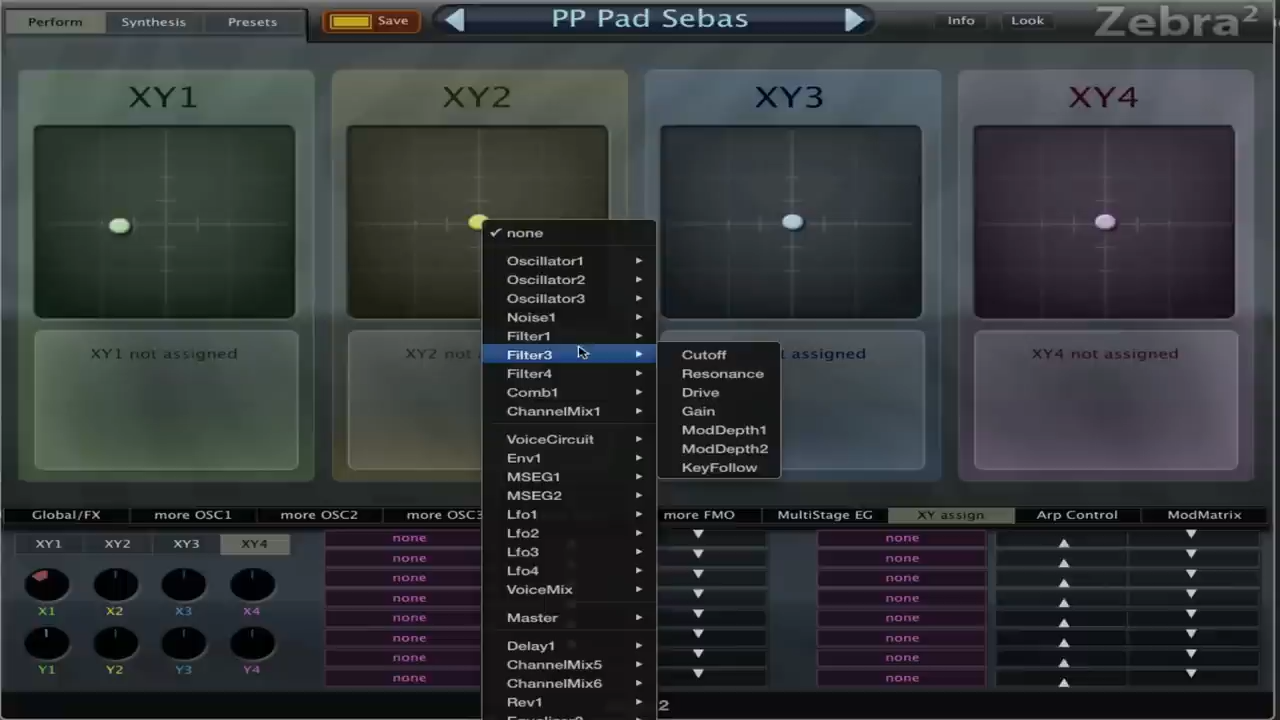 Perform Synthesis Presets Save PP Pad Sebas Info Look Zebra²
XY1 XY2 XY3 XY4
none
Oscillator1
Oscillator2
Oscillator3
Noise1
Filter1
XY1 not assigned XY2 not assigned XY4 not assigned
Filter3 Cutoff
Filter4 Resonance
Comb1 Drive
ChannelMix1 Gain
ModDepth1
VoiceCircuit ModDepth2
Env1 KeyFollow
MSEG1
MSEG2
Global/FX more OSC1 more OSC2 more OSC3 Lfo1 more FMO MultiStage EG XY assign Arp Control ModMatrix
Lfo2
XY1 XY2 XY3 XY4 none none
none Lfo3 none
none Lfo4 none
none VoiceMix none
X1 X2 X3 X4 none Master none
none none
none Delay1 none
Y1 Y2 Y3 Y4 none ChannelMix5 none
ChannelMix6
Rev1 2